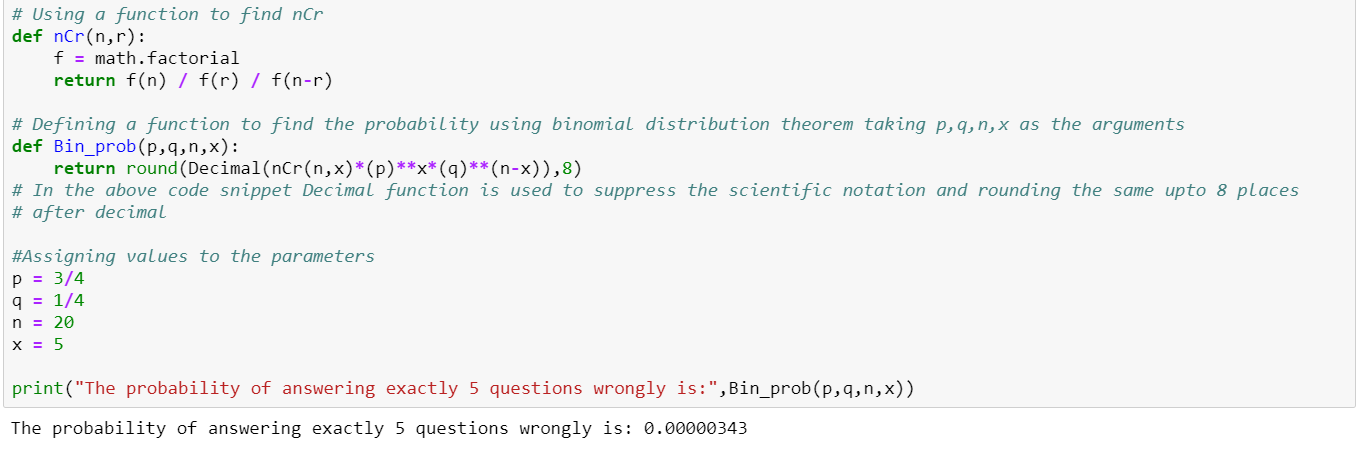 # Using a function to find nCr
def nCr(n,r):
    f = math.factorial
    return f(n) / f(r) / f(n-r)

# Defining a function to find the probability using binomial distribution theorem taking p,q,n,x as the arguments
def Bin_prob(p,q,n,x):
    return round(Decimal(nCr(n,x)*(p)**x*(q)**(n-x)),8)
# In the above code snippet Decimal function is used to suppress the scientific notation and rounding the same upto 8 places
# after decimal

#Assigning values to the parameters
p = 3/4
q = 1/4
n = 20
x = 5

print("The probability of answering exactly 5 questions wrongly is:",Bin_prob(p,q,n,x))
The probability of answering exactly 5 questions wrongly is: 0.00000343